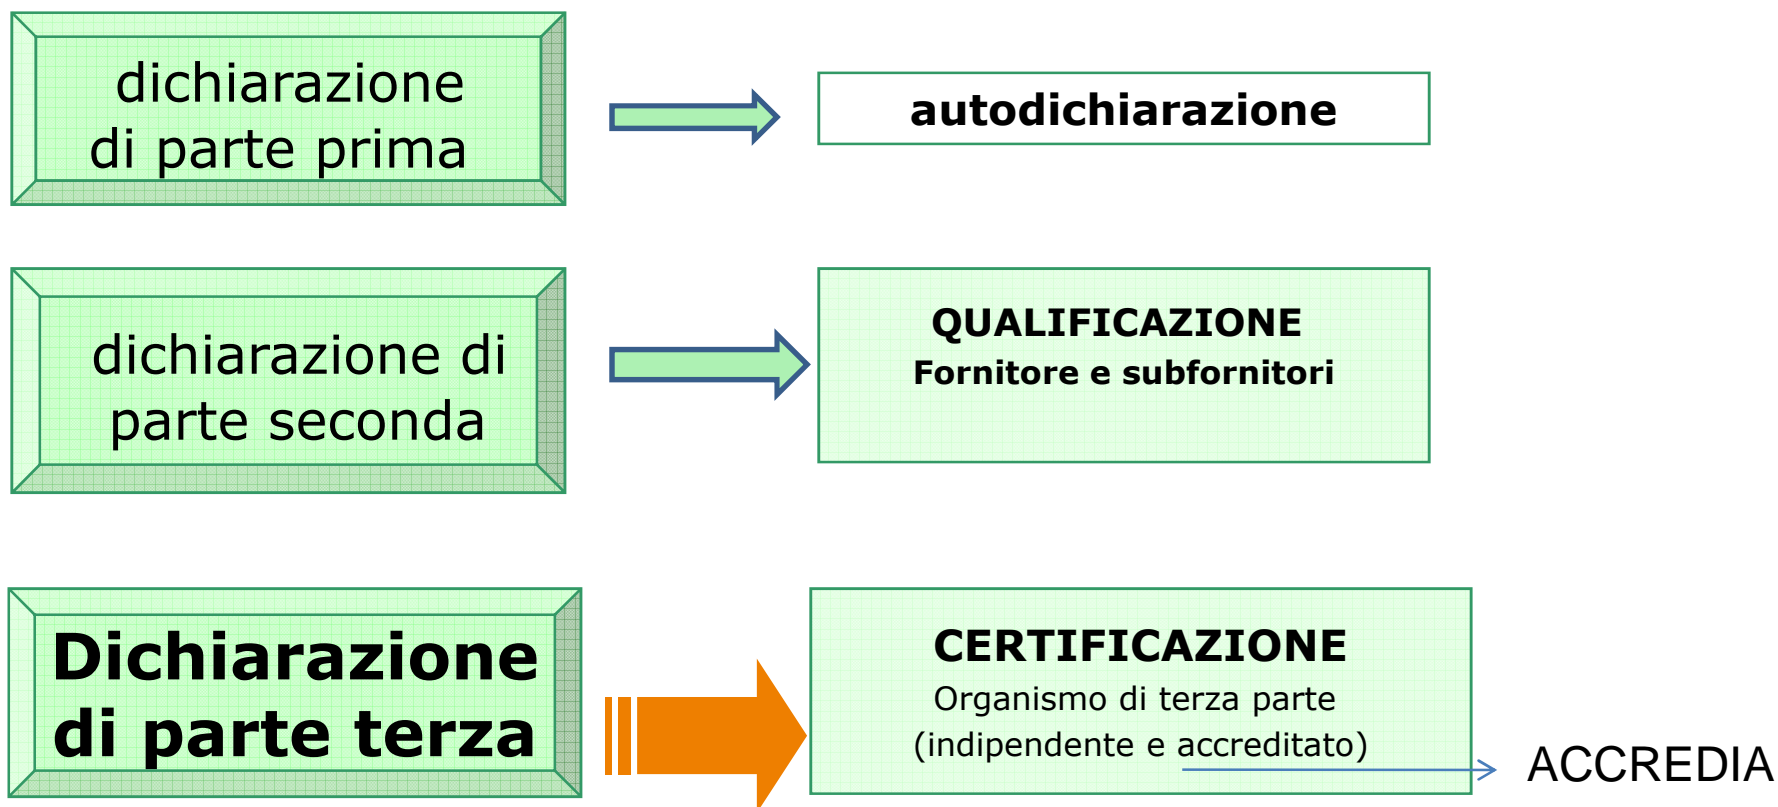 dichiarazione
di parte prima
autodichiarazione
dichiarazione di
parte seconda
QUALIFICAZIONE
Fornitore e subfornitori
Dichiarazione
di parte terza
CERTIFICAZIONE
Organismo di terza parte
(indipendente e accreditato)
ACCREDIA